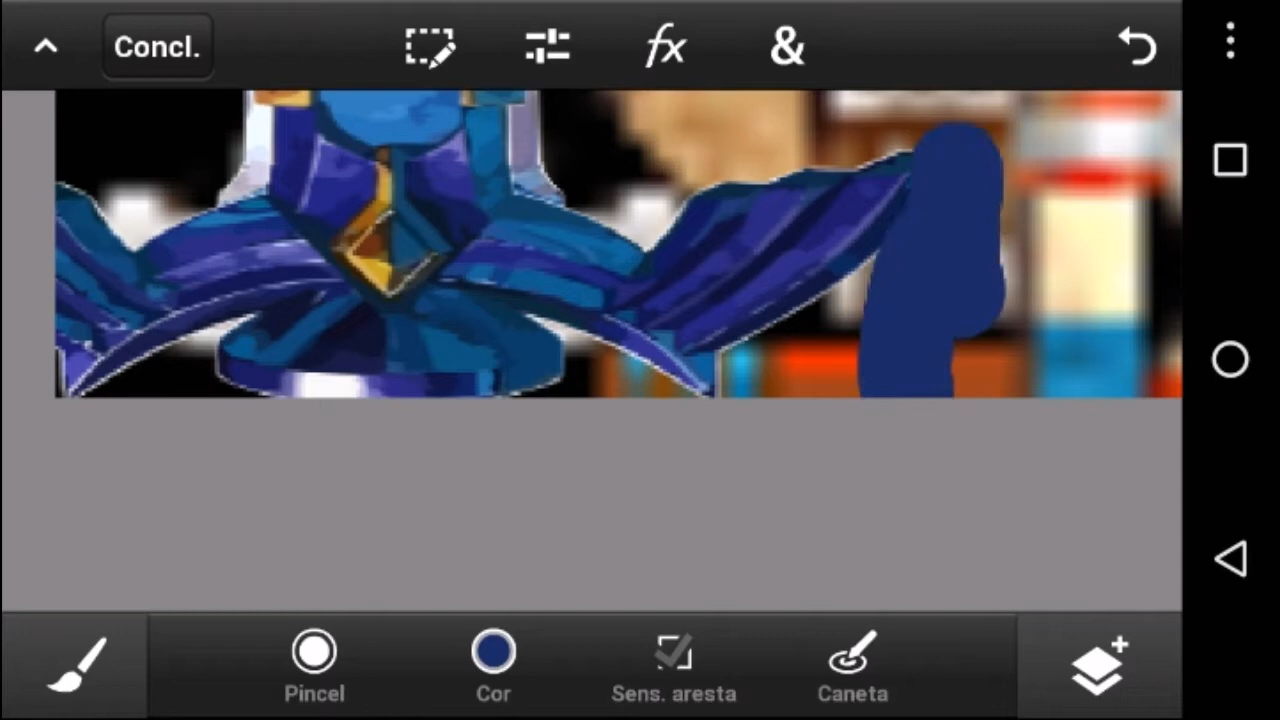 Concl.
fx
&
Pincel
Cor
Sens. aresta
Caneta